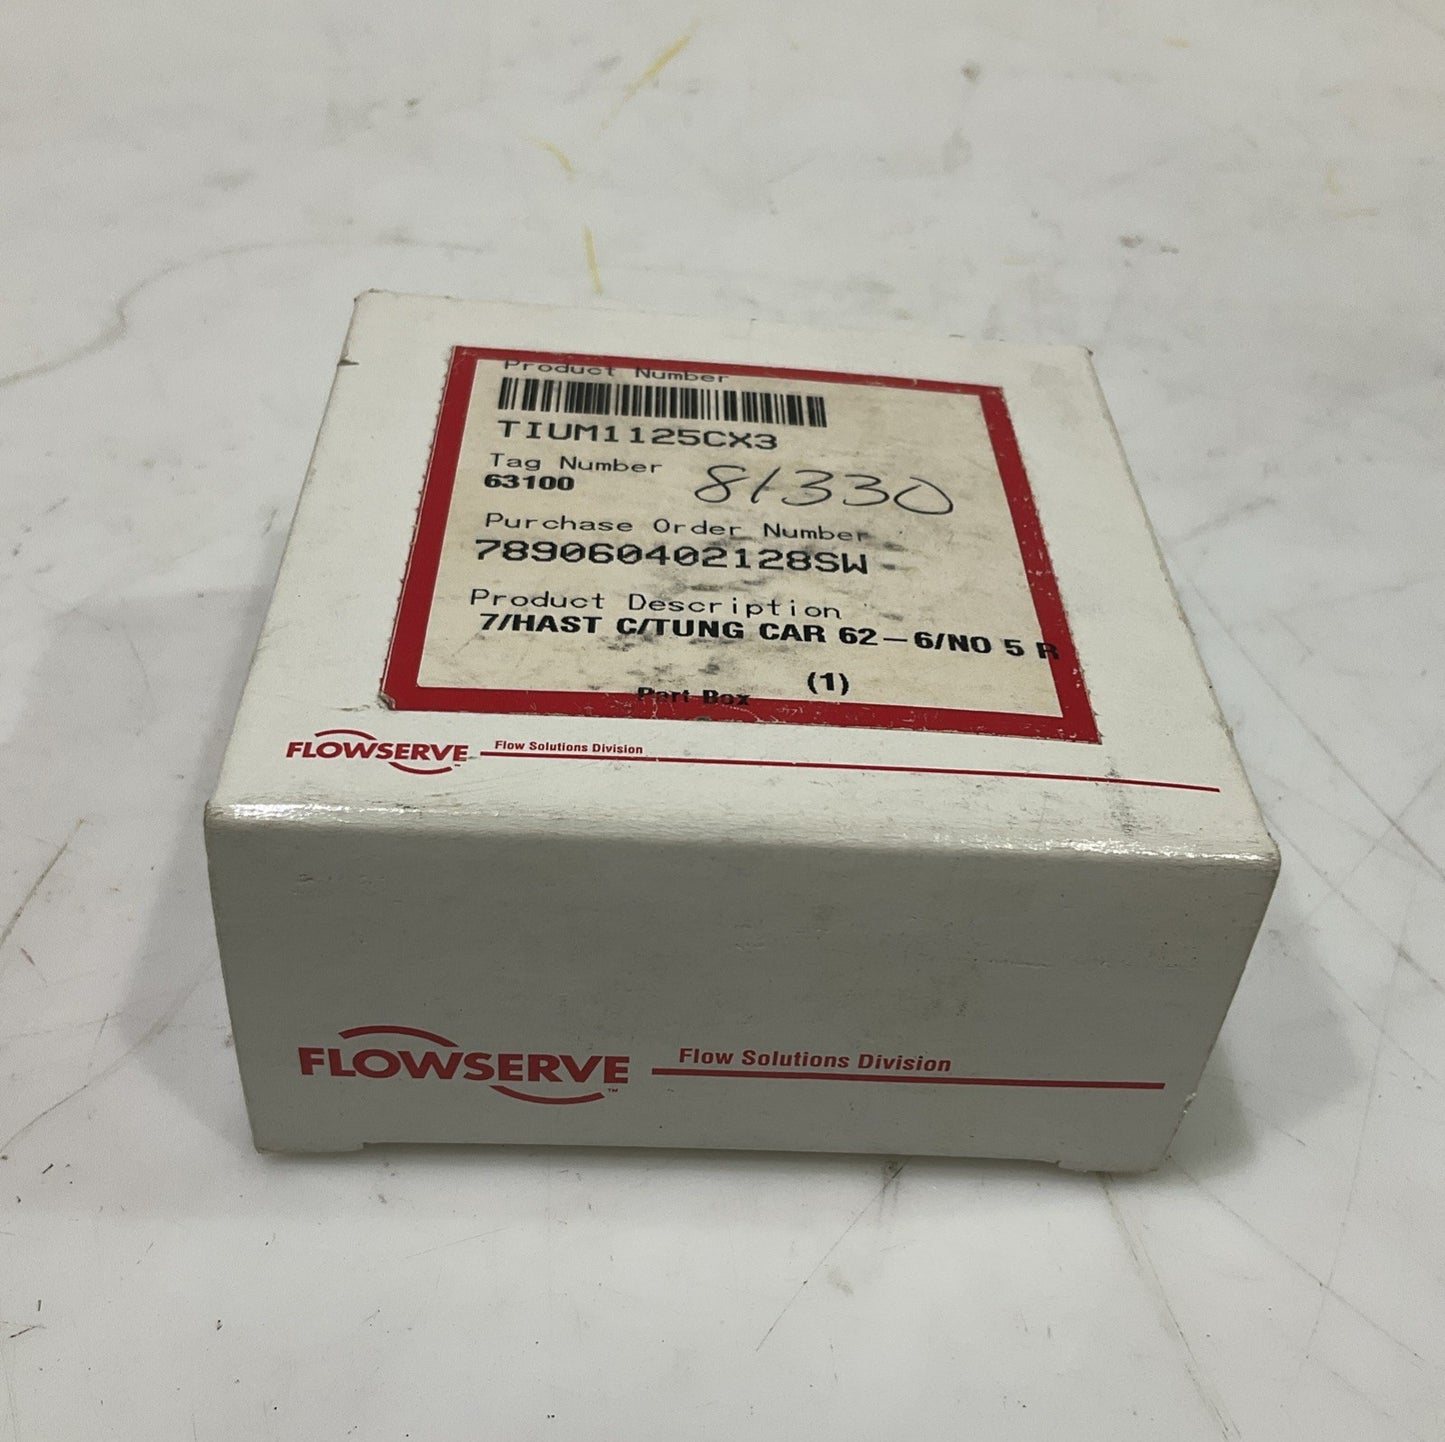 Product Number
TIUM1125CX3
Tag Number
63100
81330
Purchase Order Number
789060402128SW
Product Description
7/HAST C/TUNG CAR 62-6/NO 5 R
(1)
Part Box
FLOWSERVE Flow Solutions Division
FLOWSERVE™ Flow Solutions Division